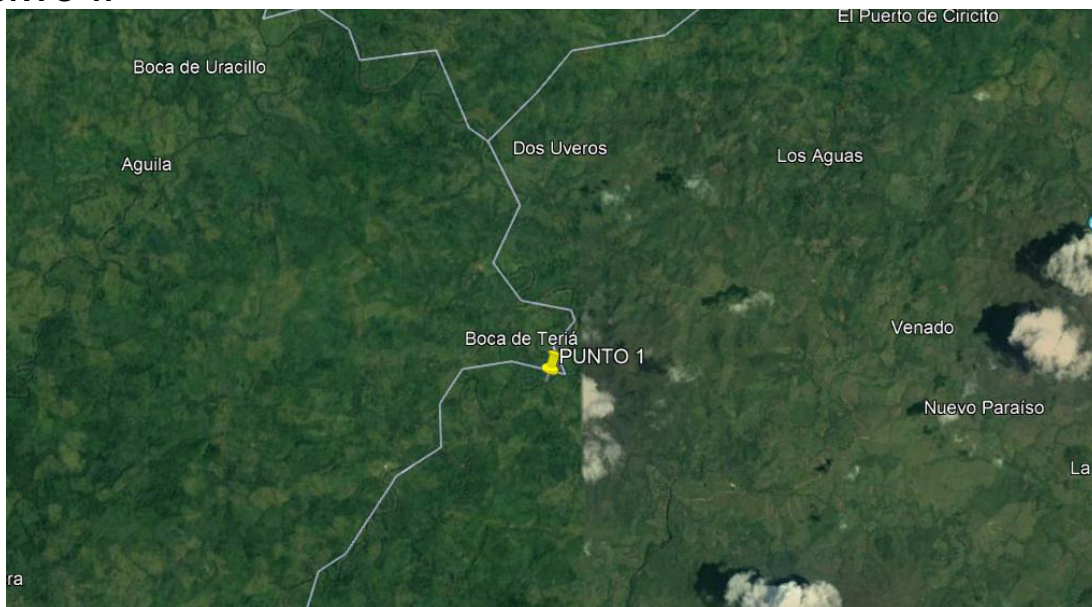 El Puerto de Ciricito
Boca de Uracillo
Dos Uveros
Aguila
Los Aguas
Venado
Boca de Teriá
PUNTO 1
Nuevo Paraíso
La
ra